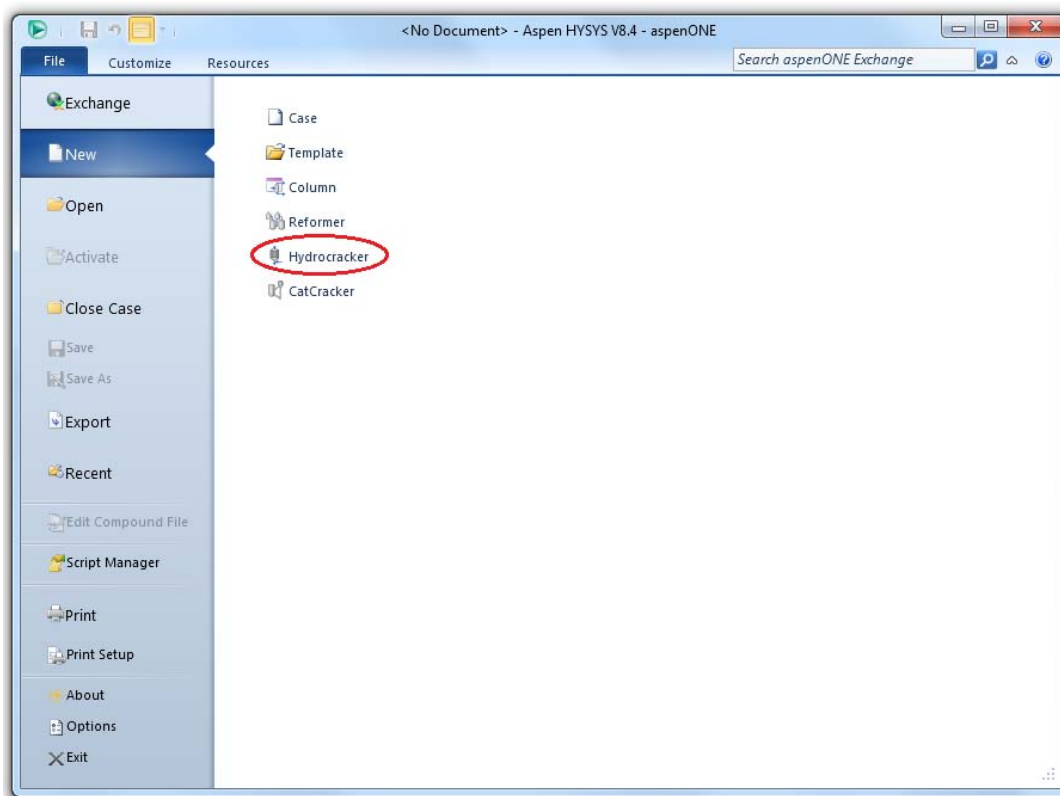 <No Document> - Aspen HYSYS V8.4 - aspenONE
File Customize Resources
Search aspenONE Exchange
Exchange
New
Open
Activate
Close Case
Save
Save As
Export
Recent
Edit Compound File
Script Manager
Print
Print Setup
About
Options
Exit
Case
Template
Column
Reformer
Hydrocracker
CatCracker